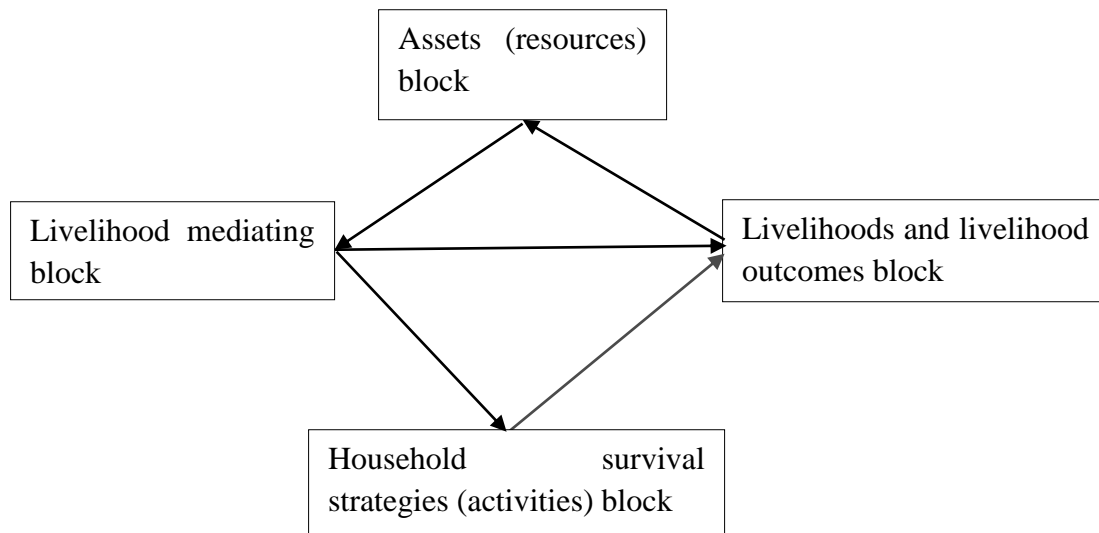 Assets (resources)
block
Livelihood mediating
block
Livelihoods and livelihood
outcomes block
Household survival
strategies (activities) block